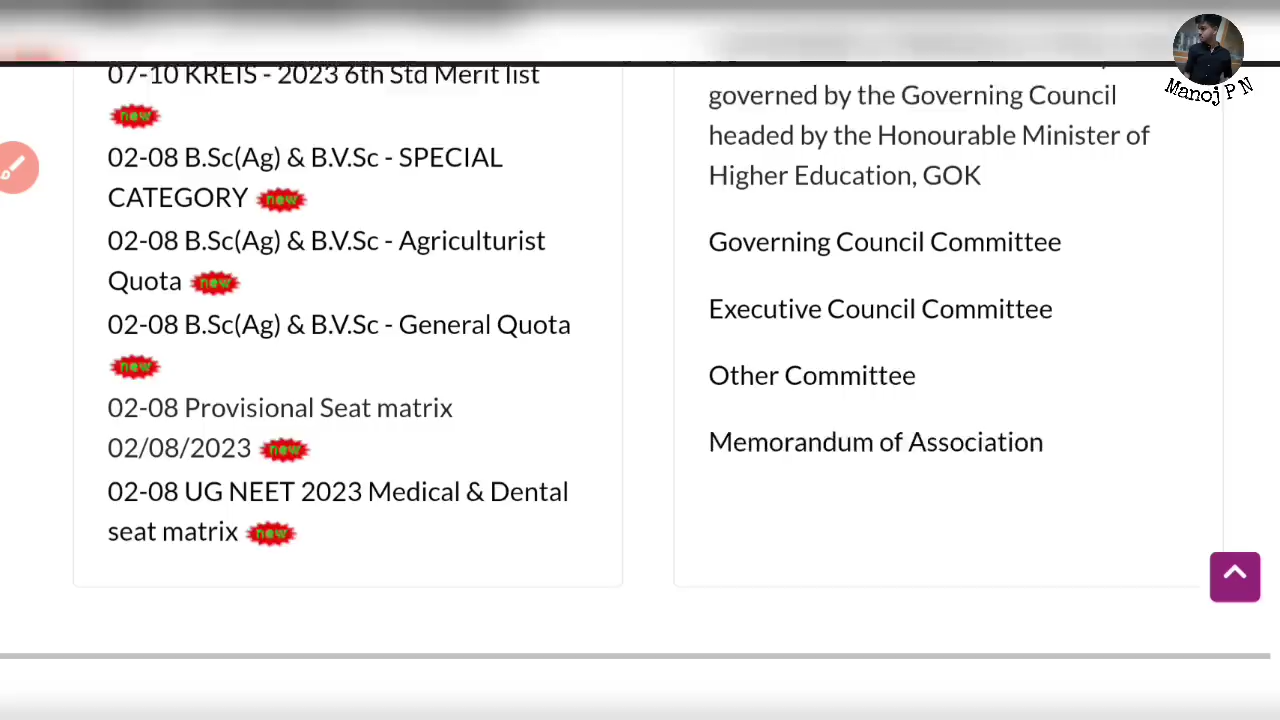 07-10 KREIS - 2023 6th Std Merit list
new
02-08 B.Sc(Ag) & B.V.Sc - SPECIAL
CATEGORY new
02-08 B.Sc(Ag) & B.V.Sc - Agriculturist
Quota new
02-08 B.Sc(Ag) & B.V.Sc - General Quota
new
02-08 Provisional Seat matrix
02/08/2023 new
02-08 UG NEET 2023 Medical & Dental
seat matrix new
governed by the Governing Council
headed by the Honourable Minister of
Higher Education, GOK
Governing Council Committee
Executive Council Committee
Other Committee
Memorandum of Association
Manoj P N